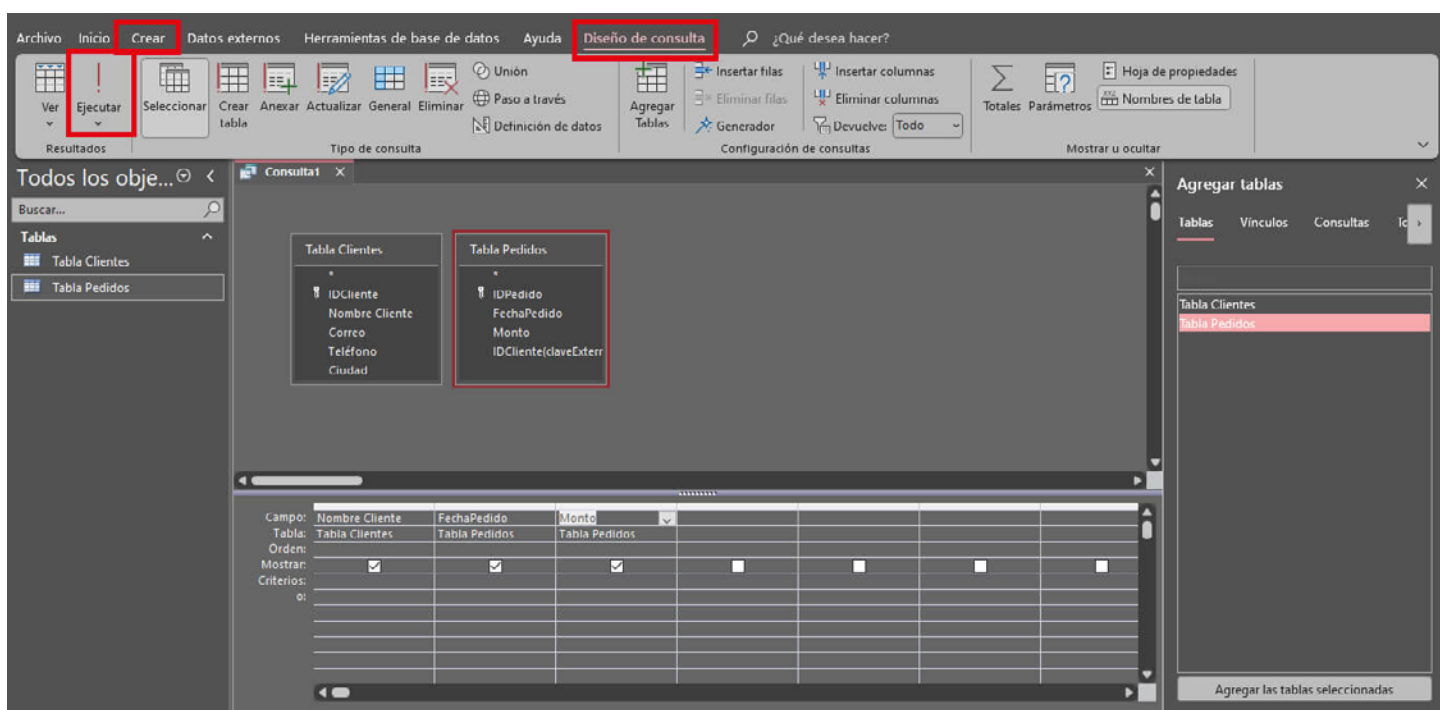 Archivo Inicio Crear Datos externos Herramientas de base de datos Ayuda Diseño de consulta ¿Qué desea hacer?
Ver
Ejecutar
Resultados
Seleccionar
Crear tabla
Anexar
Actualizar
General
Eliminar
Unión
Paso a través
Definición de datos
Tipo de consulta
Agregar Tablas
Insertar filas
Eliminar filas
Generador
Insertar columnas
Eliminar columnas
Devuelve: Todo
Configuración de consultas
Totales
Parámetros
Hoja de propiedades
Nombres de tabla
Mostrar u ocultar
Todos los obje...
Buscar...
Tablas
Tabla Clientes
Tabla Pedidos
Consulta1
Tabla Clientes
*
IDCliente
Nombre Cliente
Correo
Teléfono
Ciudad
Tabla Pedidos
*
IDPedido
FechaPedido
Monto
IDCliente(claveExterr
Campo: Nombre Cliente FechaPedido Monto
Tabla: Tabla Clientes Tabla Pedidos Tabla Pedidos
Orden:
Mostrar:
Criterios:
o:
Agregar tablas
Tablas Vínculos Consultas
Tabla Clientes
Tabla Pedidos
Agregar las tablas seleccionadas